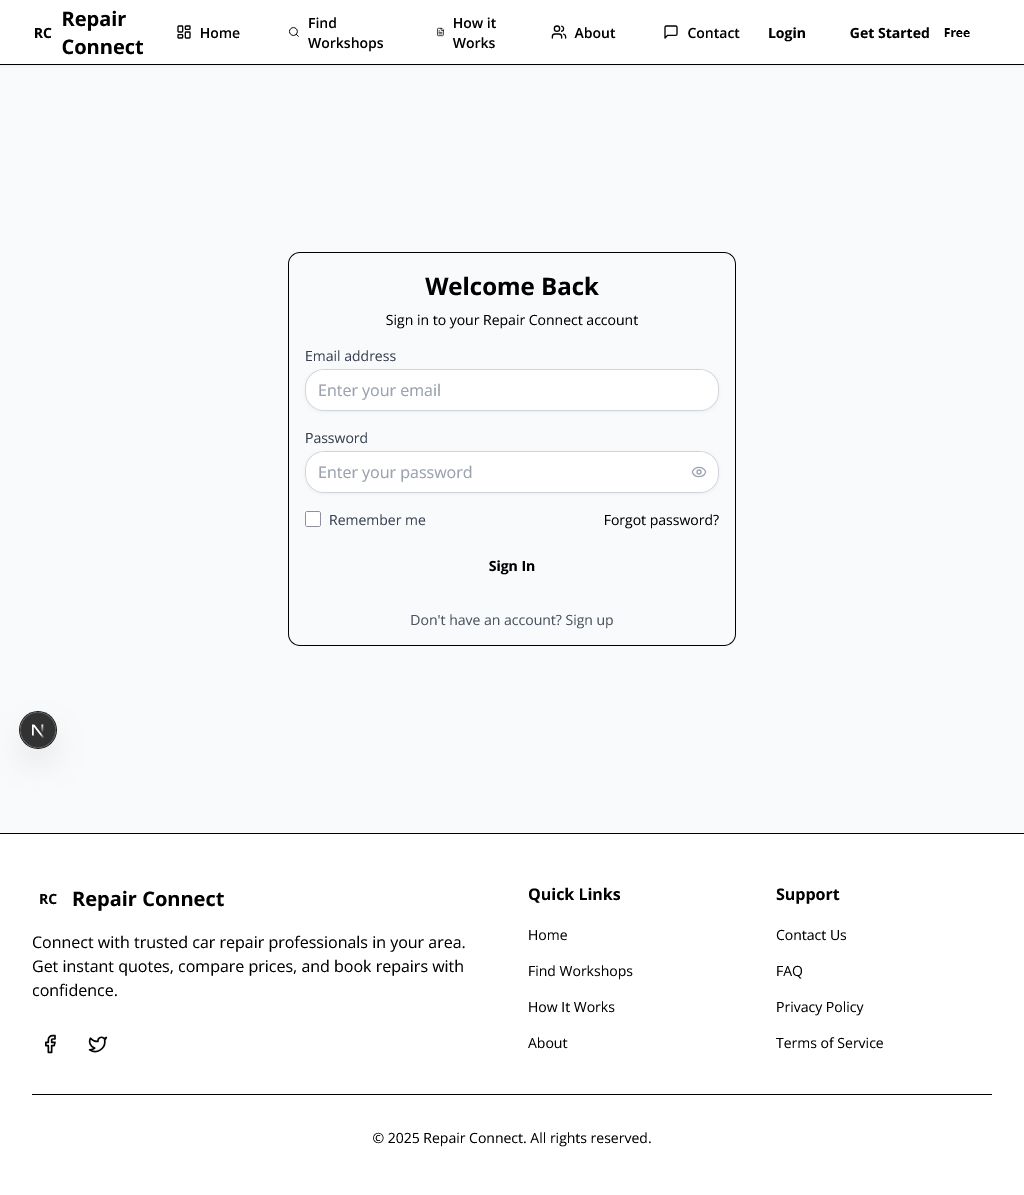 RC
Repair
Connect
Home
Find
Workshops
How it
Works
About
Contact
Login
Get Started
Free
Welcome Back
Sign in to your Repair Connect account
Email address
Enter your email
Password
Enter your password
Remember me
Forgot password?
Sign In
Don't have an account? Sign up
N
RC
Repair Connect
Connect with trusted car repair professionals in your area.
Get instant quotes, compare prices, and book repairs with
confidence.
Quick Links
Home
Find Workshops
How It Works
About
Support
Contact Us
FAQ
Privacy Policy
Terms of Service
© 2025 Repair Connect. All rights reserved.